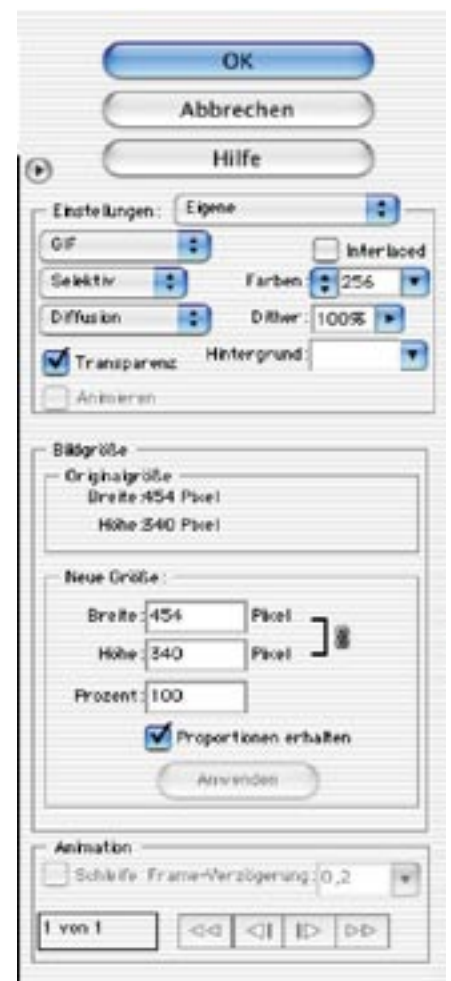 OK
Abbrechen
Hilfe
Einstellungen: Eigene
GIF Interlaced
Selektiv Farben: 256
Diffusion Dither: 100%
Transparenz Hintergrund:
Animieren
Bildgröße
Originalgröße
Breite: 454 Pixel
Höhe: 340 Pixel
Neue Größe:
Breite: 454 Pixel
Höhe: 340 Pixel
Prozent: 100
Proportionen erhalten
Anwenden
Animation
Schleife Frame-Verzögerung: 0,2
1 von 1